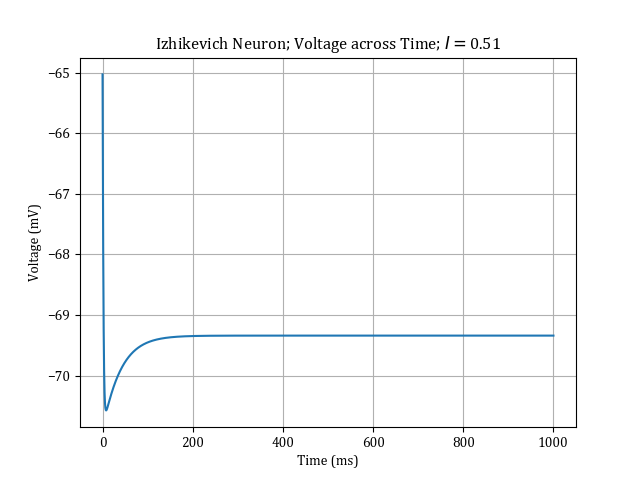 Izhikevich Neuron; Voltage across Time; I = 0.51
−65
−66
−67
−68
−69
−70
Voltage (mV)
0 200 400 600 800 1000
Time (ms)